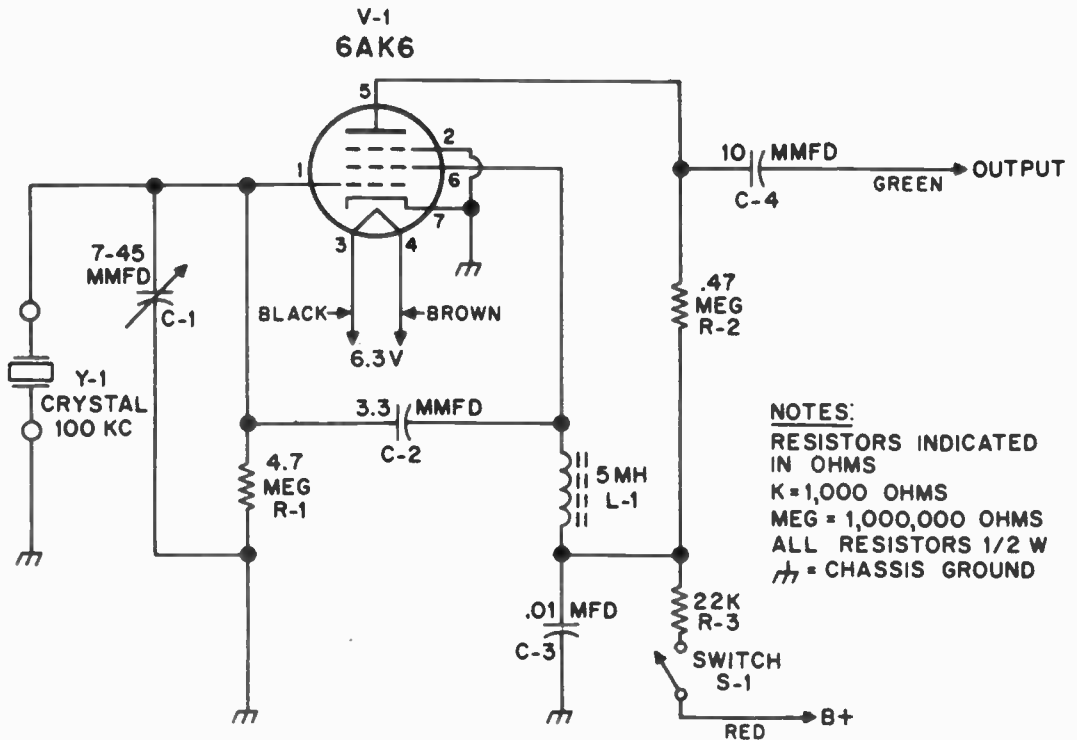 V-1
6AK6
5
2
1
6
7
3
4
10 MMFD
C-4
GREEN
OUTPUT
7-45
MMFD
C-1
BLACK
BROWN
6.3V
.47
MEG
R-2
Y-1
CRYSTAL
100 KC
3.3 MMFD
C-2
4.7
MEG
R-1
5MH
L-1
NOTES:
RESISTORS INDICATED
IN OHMS
K=1,000 OHMS
MEG = 1,000,000 OHMS
ALL RESISTORS 1/2 W
= CHASSIS GROUND
.01 MFD
C-3
22K
R-3
SWITCH
S-1
RED
B+